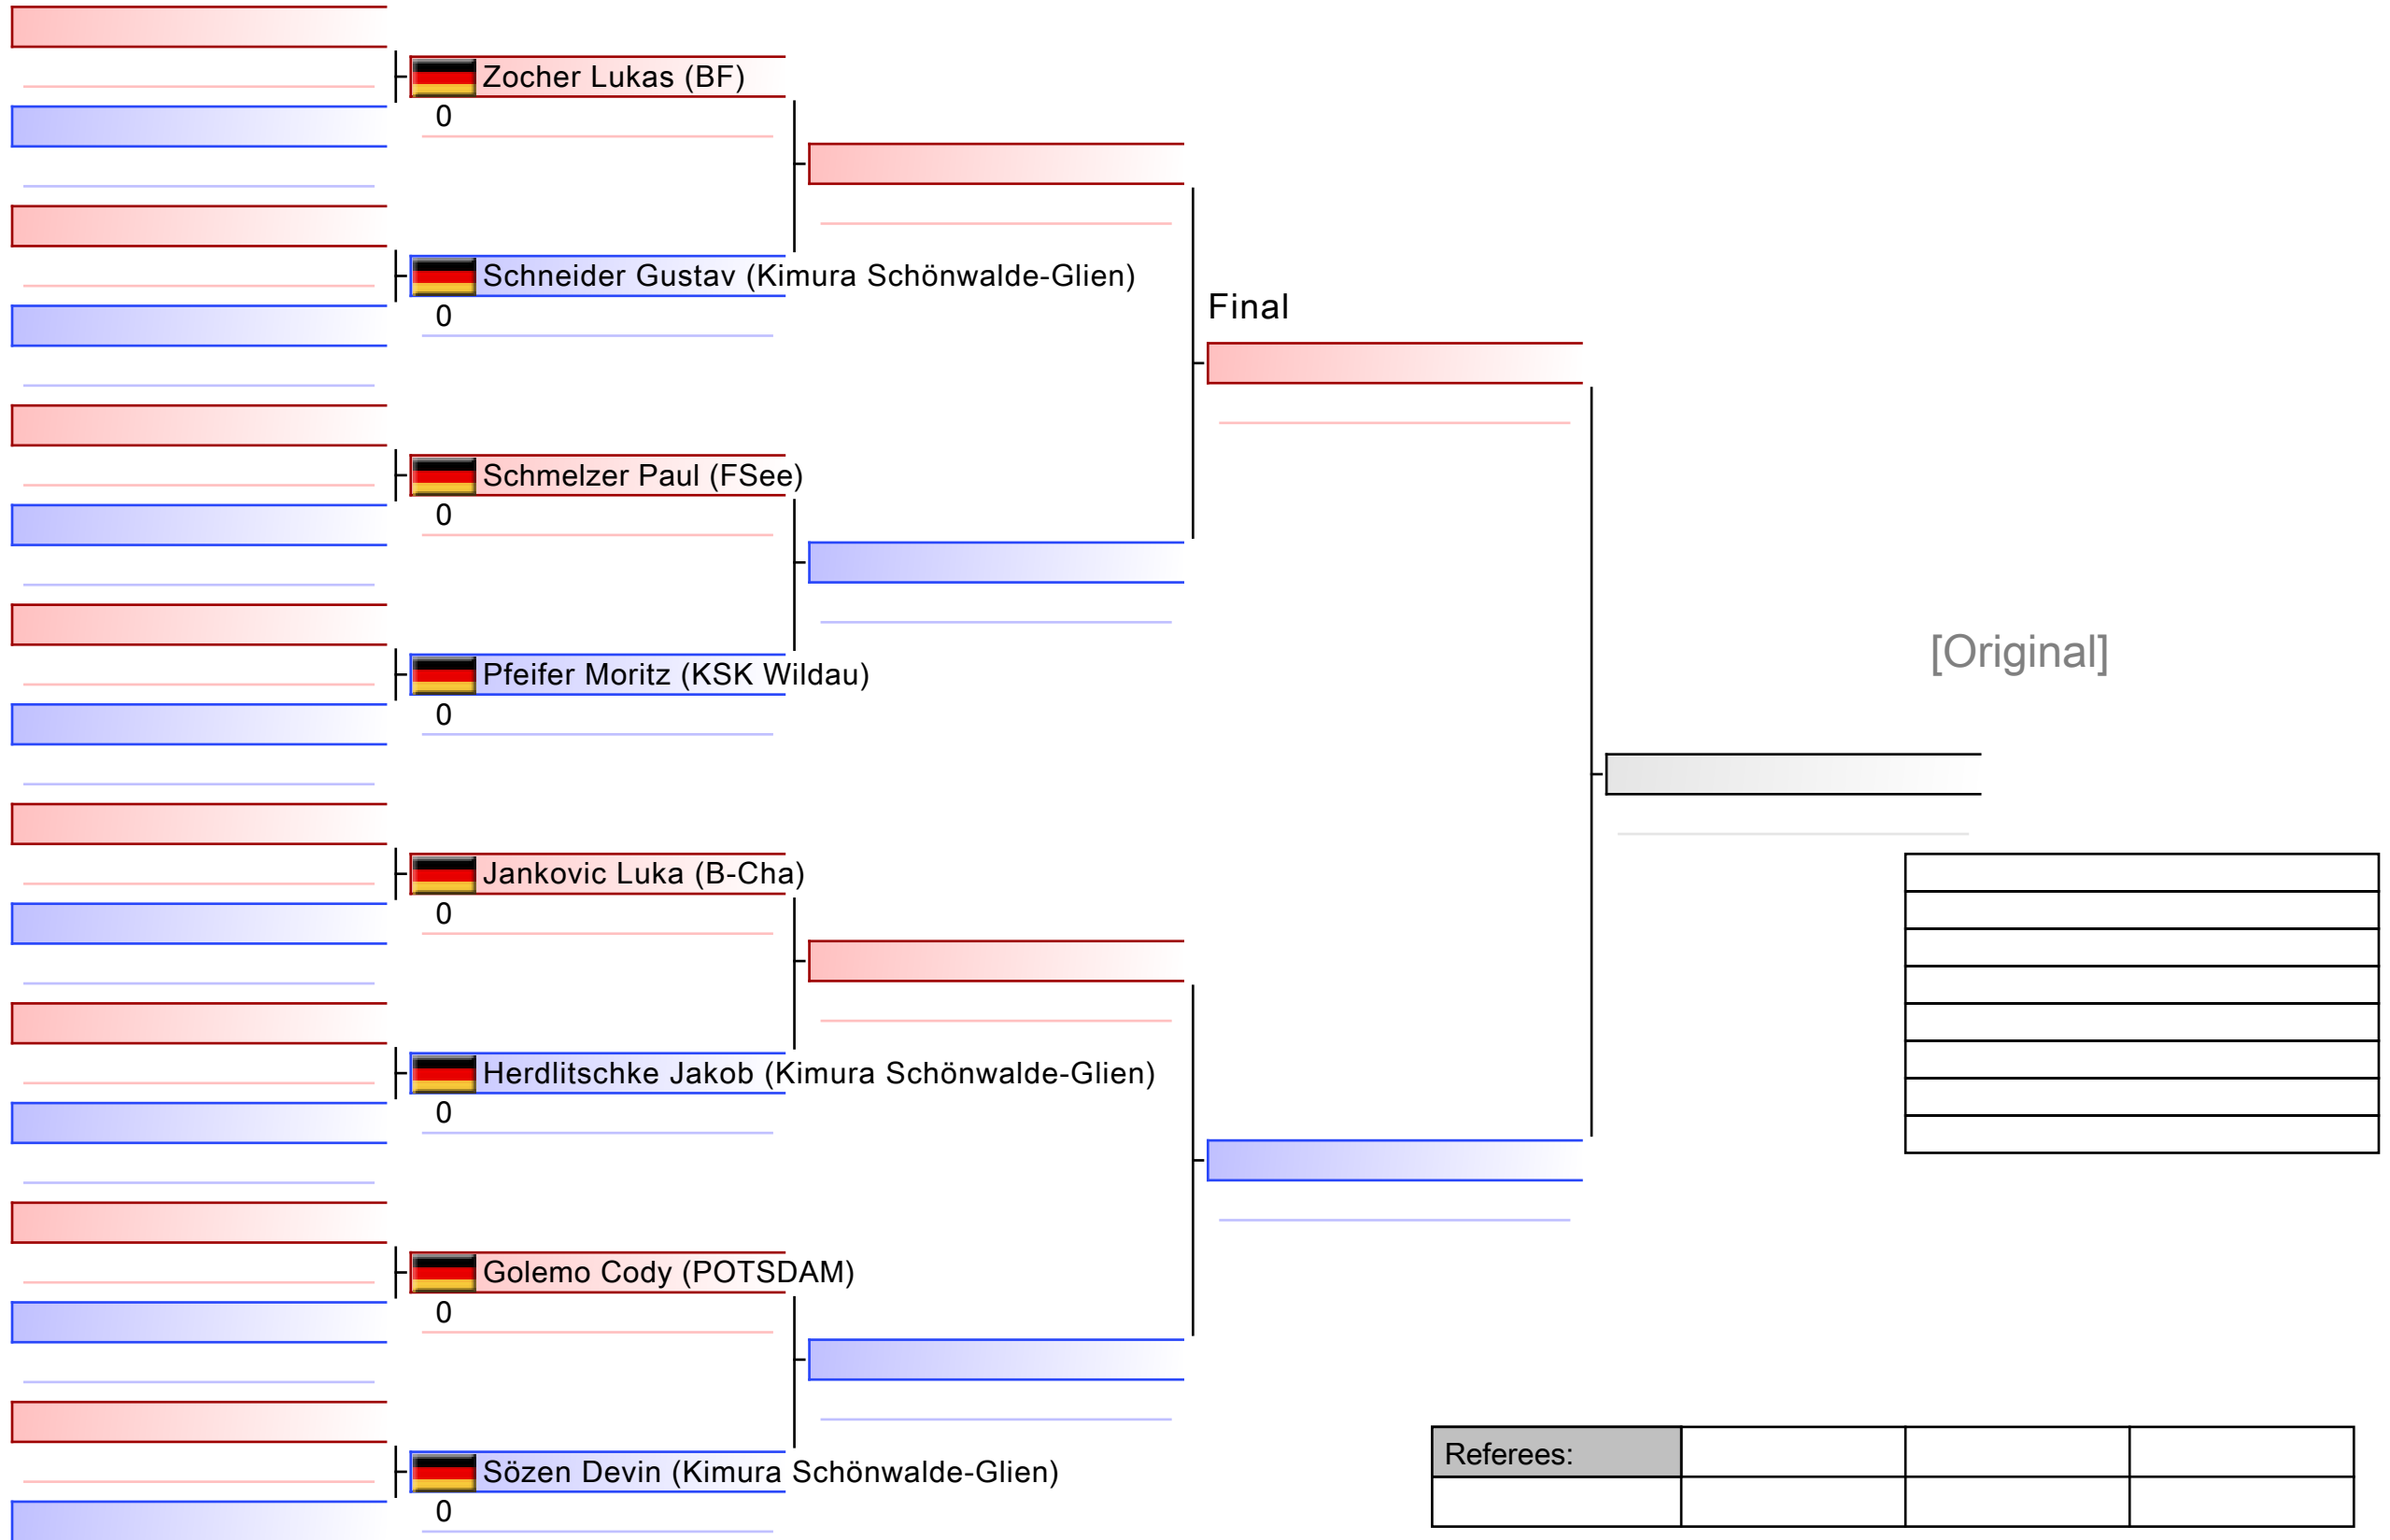 Zocher Lukas (BF)
0
Schneider Gustav (Kimura Schönwalde-Glien)
0
Final
Schmelzer Paul (FSee)
0
[Original]
Pfeifer Moritz (KSK Wildau)
0
Jankovic Luka (B-Cha)
0
Herdlitschke Jakob (Kimura Schönwalde-Glien)
0
Golemo Cody (POTSDAM)
0
Referees:
Sözen Devin (Kimura Schönwalde-Glien)
0